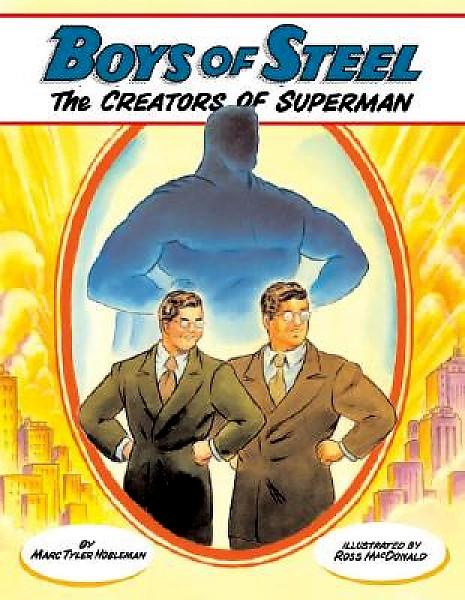 BOYS OF STEEL
THE CREATORS OF SUPERMAN
BY
MARC TYLER NOBLEMAN
ILLUSTRATED BY
ROSS MACDONALD